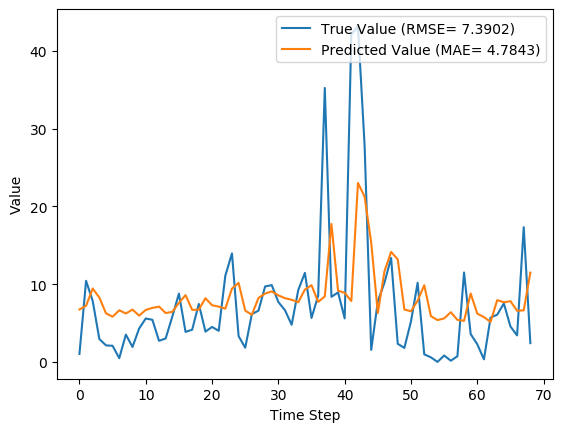 True Value (RMSE= 7.3902)
Predicted Value (MAE= 4.7843)
40
30
20
10
0
Value
0 10 20 30 40 50 60 70
Time Step